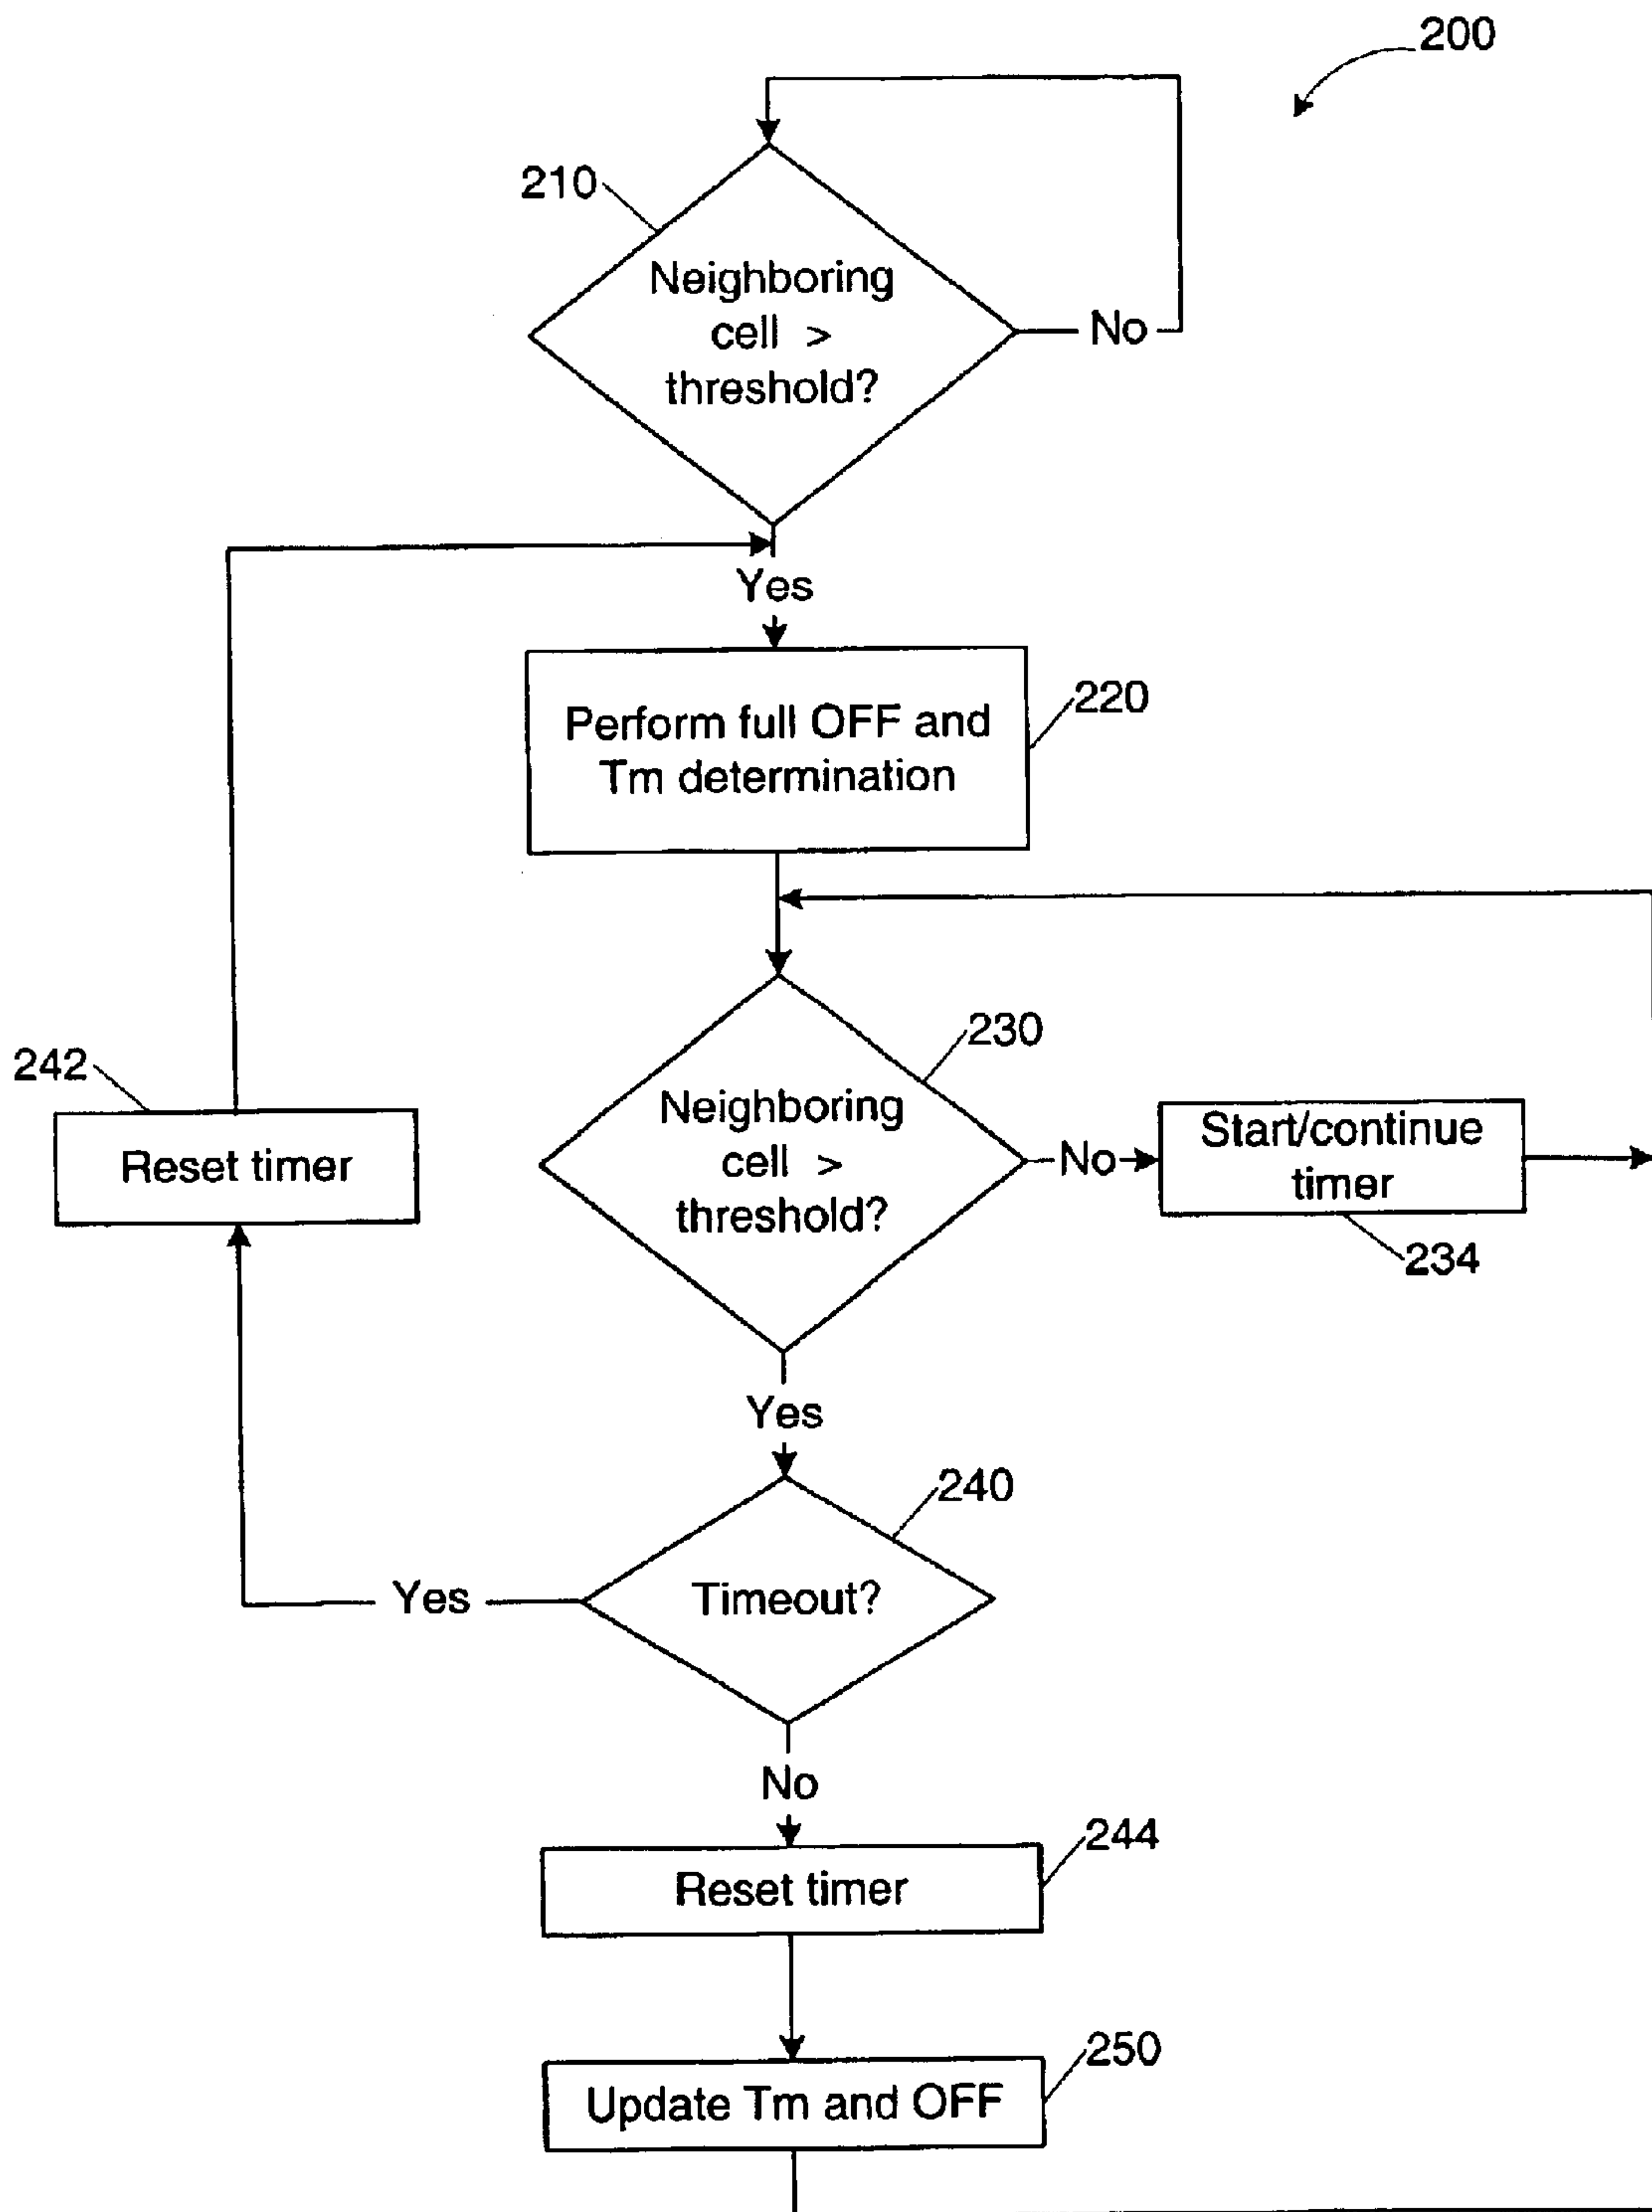 200
210
Neighboring
cell >
threshold?
No
Yes
220
Perform full OFF and
Tm determination
230
242
Neighboring
cell >
threshold?
No
Start/continue
timer
Reset timer
234
Yes
240
Timeout?
Yes
No
244
Reset timer
250
Update Tm and OFF